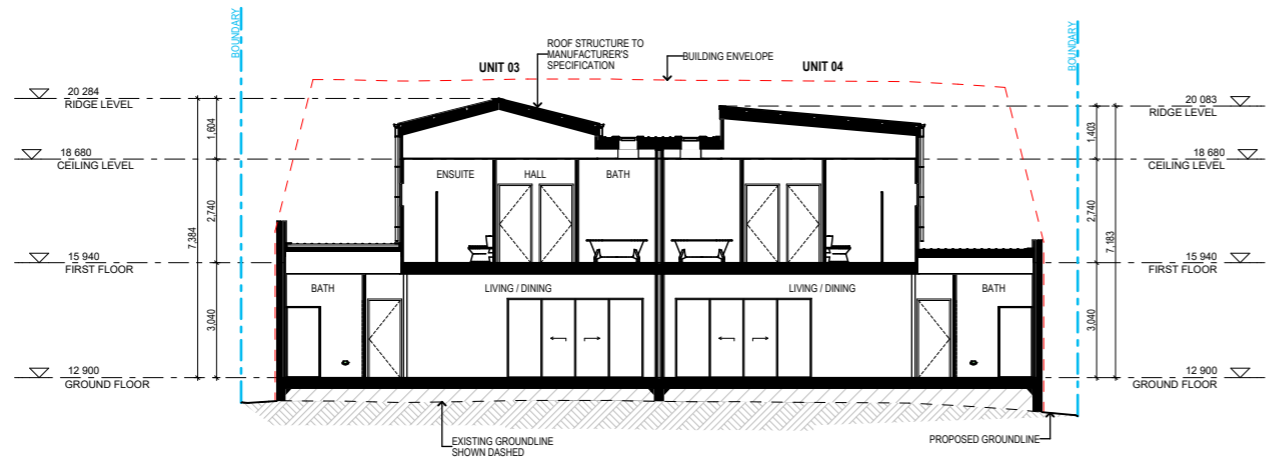 BOUNDARY
BOUNDARY
ROOF STRUCTURE TO
MANUFACTURER'S
SPECIFICATION
BUILDING ENVELOPE
UNIT 03
UNIT 04
20 284
RIDGE LEVEL
20 083
RIDGE LEVEL
1,604
1,403
18 680
CEILING LEVEL
18 680
CEILING LEVEL
ENSUITE
HALL
BATH
2,740
2,740
7,384
7,183
15 940
FIRST FLOOR
15 940
FIRST FLOOR
BATH
LIVING / DINING
LIVING / DINING
BATH
3,040
3,040
12 900
GROUND FLOOR
12 900
GROUND FLOOR
EXISTING GROUNDLINE
SHOWN DASHED
PROPOSED GROUNDLINE